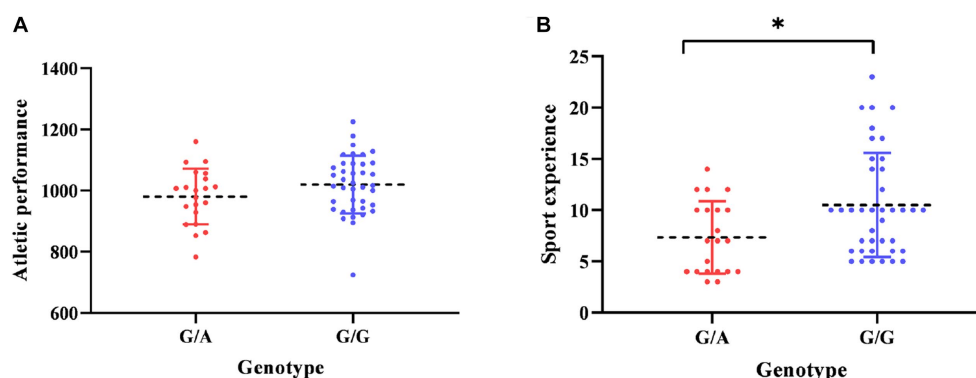 A
Atletic performance
1400
1200
1000
800
600
G/A
G/G
Genotype
B
*
Sport experience
25
20
15
10
5
0
G/A
G/G
Genotype